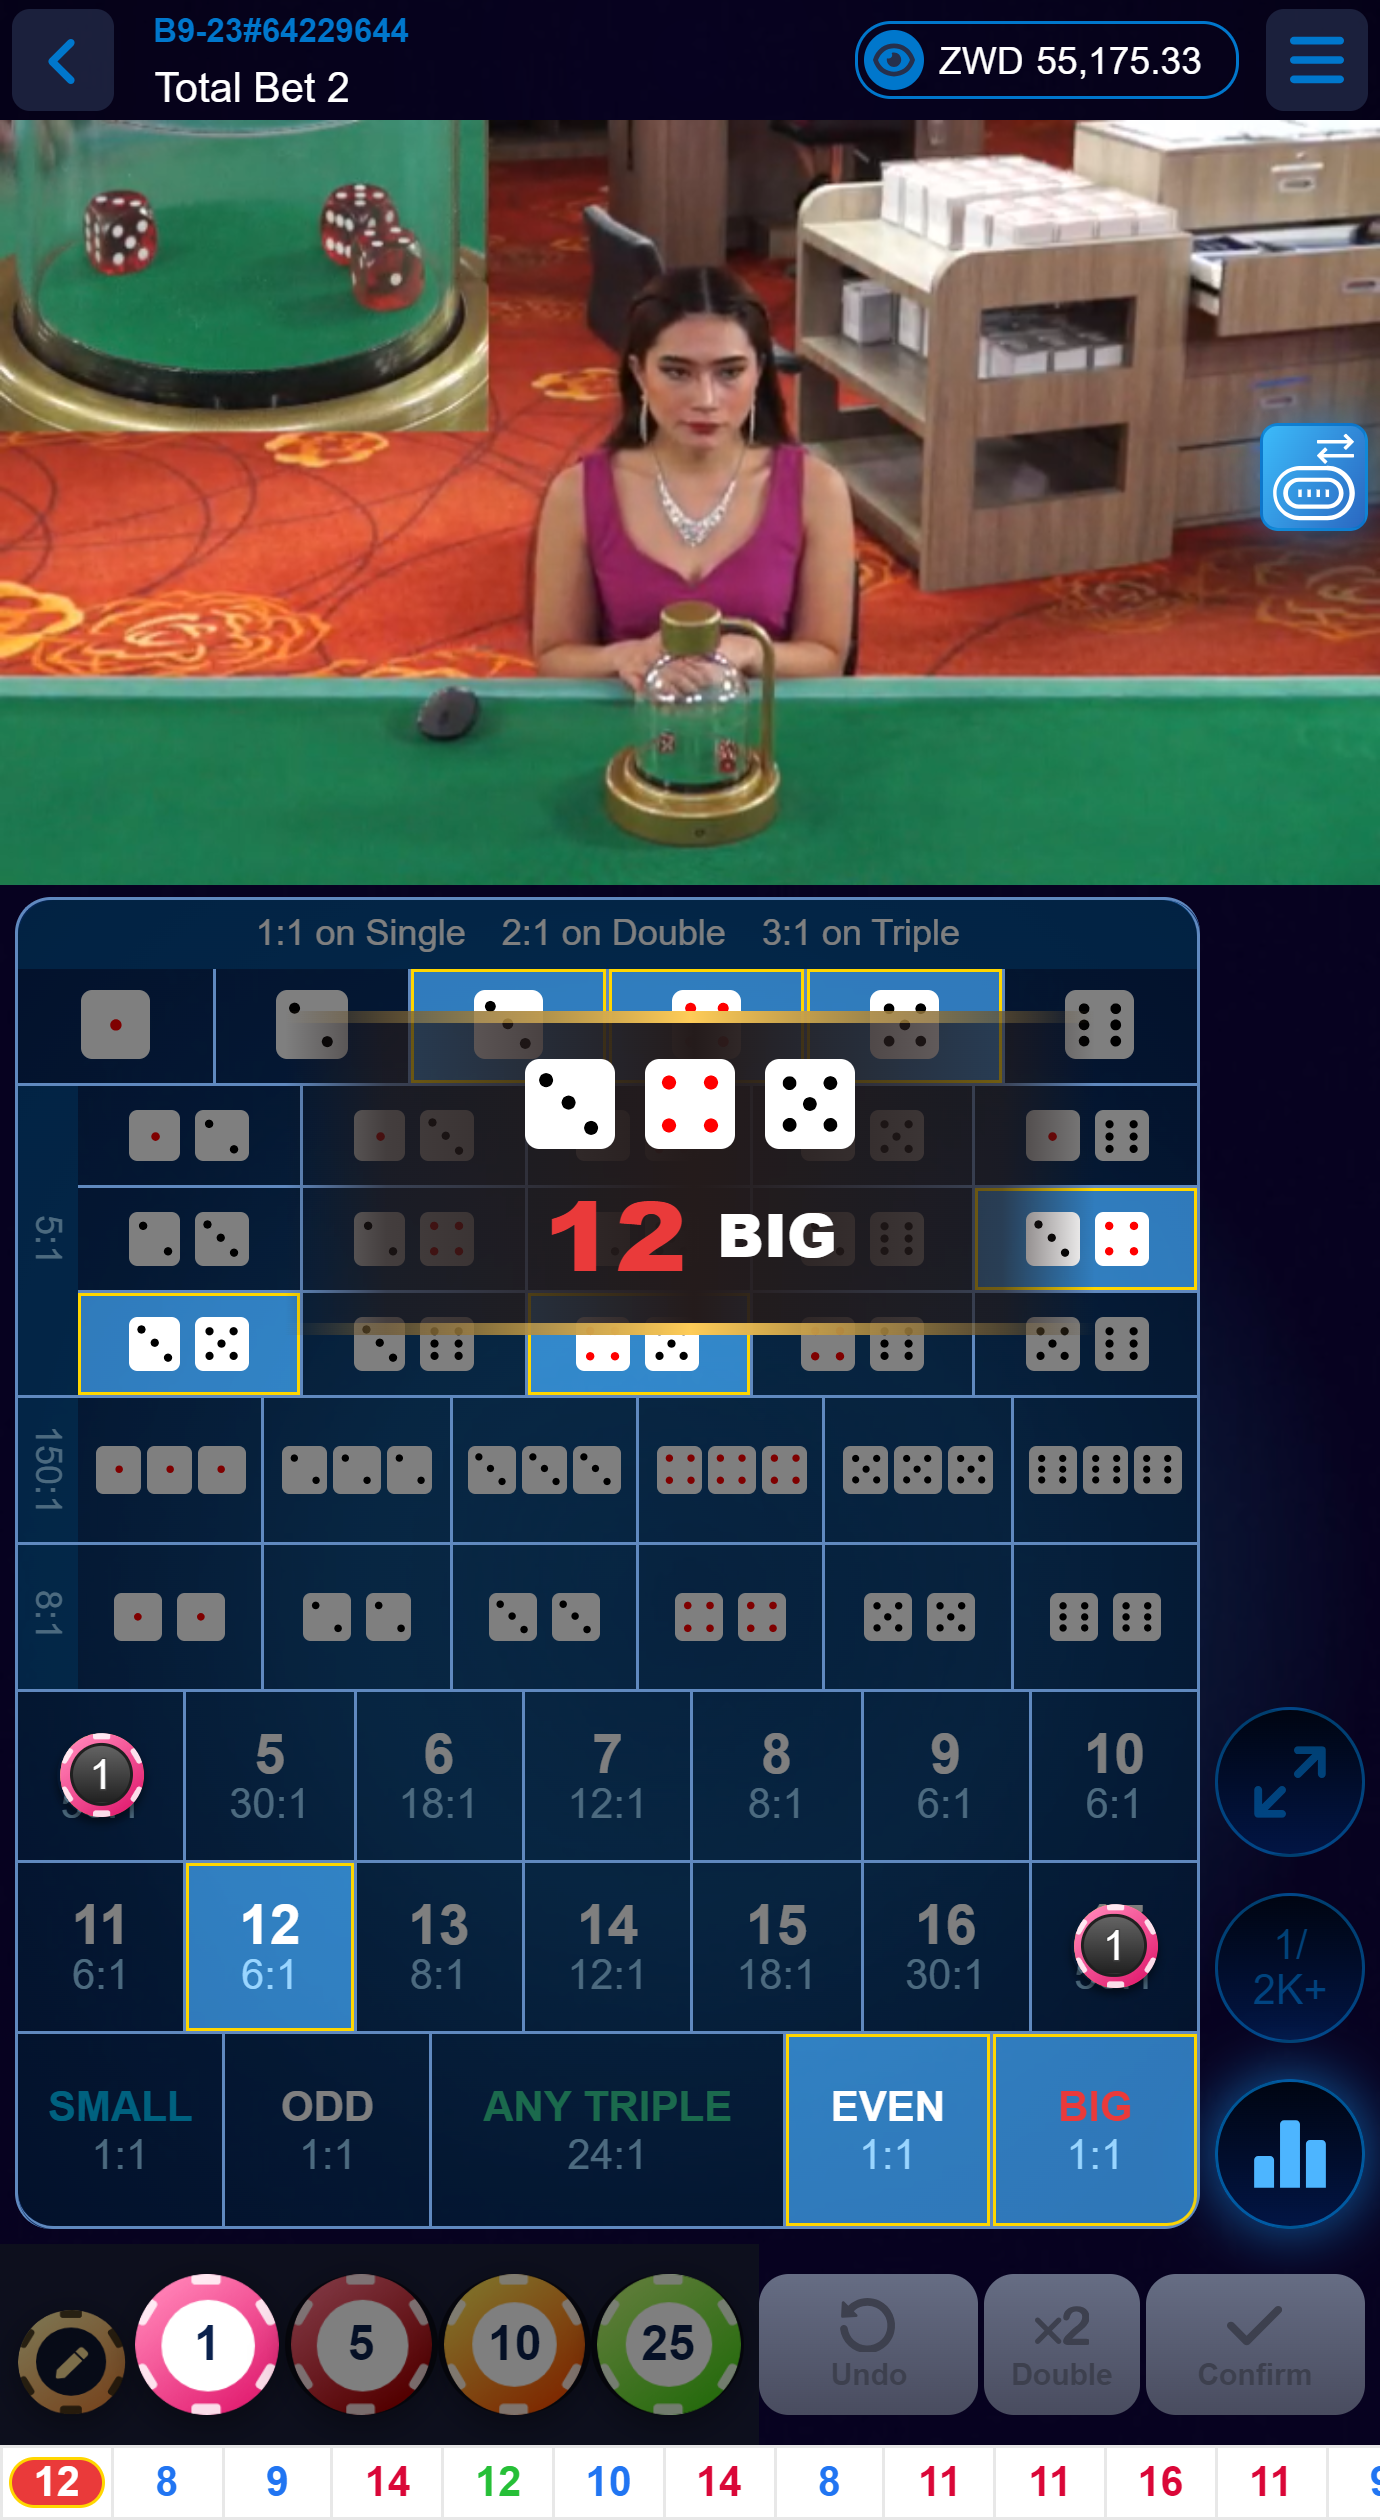 B9-23#64229644
Total Bet 2
ZWD 55,175.33
1:1 on Single 2:1 on Double 3:1 on Triple
12 BIG
5:1
150:1
8:1
1
5 6 7 8 9 10
30:1 18:1 12:1 8:1 6:1 6:1
11 12 13 14 15 16
1
6:1 6:1 8:1 12:1 18:1 30:1
1/
2K+
SMALL ODD ANY TRIPLE EVEN BIG
1:1 1:1 24:1 1:1 1:1
1 5 10 25
x2
Undo Double Confirm
12 8 9 14 12 10 14 8 11 11 16 11